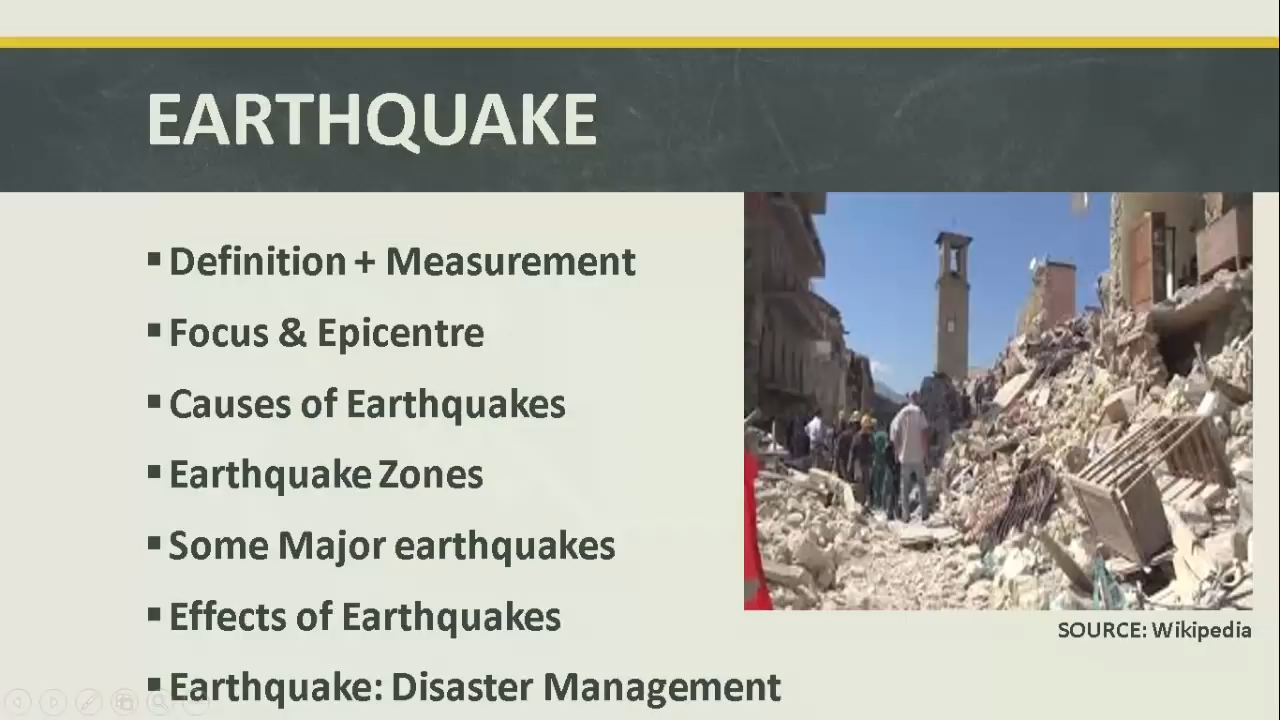 EARTHQUAKE
▪ Definition + Measurement
▪ Focus & Epicentre
▪ Causes of Earthquakes
▪ Earthquake Zones
▪ Some Major earthquakes
▪ Effects of Earthquakes
▪ Earthquake: Disaster Management
SOURCE: Wikipedia